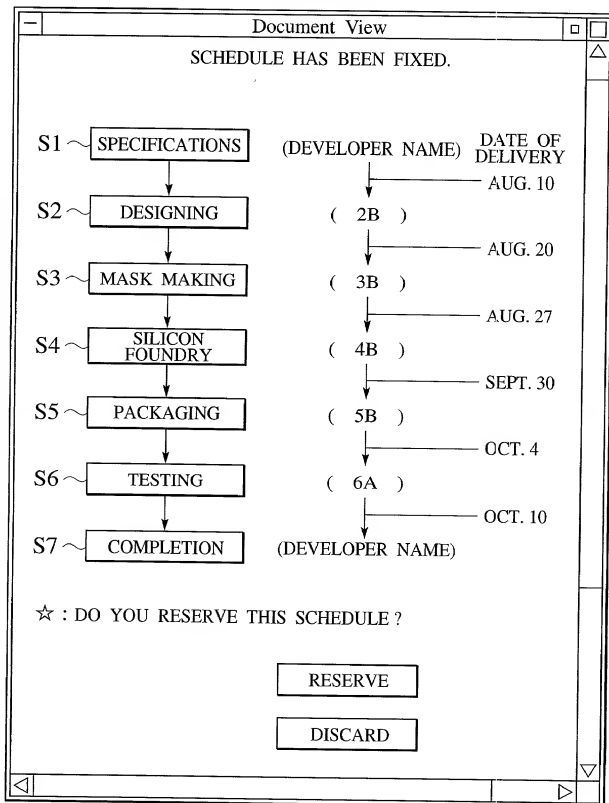 Document View
SCHEDULE HAS BEEN FIXED.
S1 SPECIFICATIONS (DEVELOPER NAME) DATE OF
DELIVERY
AUG. 10
S2 DESIGNING ( 2B )
AUG. 20
S3 MASK MAKING ( 3B )
AUG. 27
S4 SILICON
FOUNDRY ( 4B )
SEPT. 30
S5 PACKAGING ( 5B )
OCT. 4
S6 TESTING ( 6A )
OCT. 10
S7 COMPLETION (DEVELOPER NAME)
☆ : DO YOU RESERVE THIS SCHEDULE ?
RESERVE
DISCARD